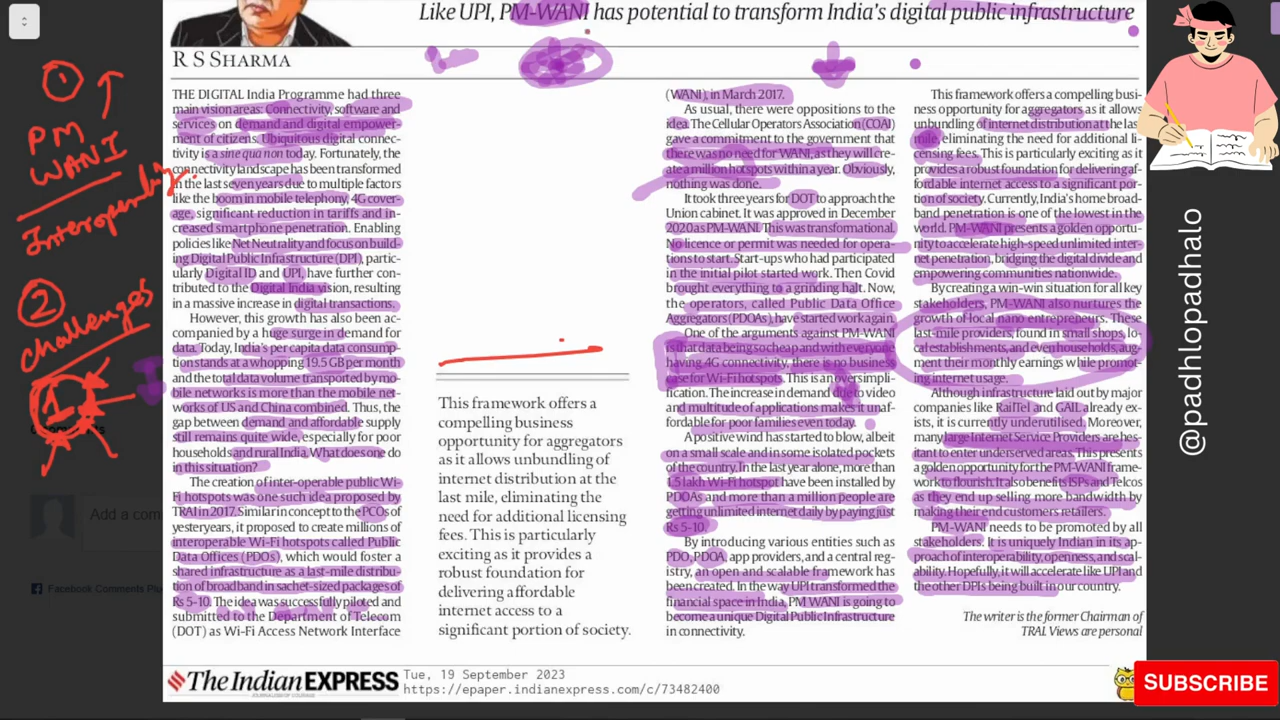 Like UPI, PM-WANI has potential to transform India's digital public infrastructure
R S SHARMA
THE DIGITAL India Programme had three
main vision areas: Connectivity, software and
services on demand and digital empower-
ment of citizens. Ubiquitous digital connec-
tivity is a sine qua non today. Fortunately, the
connectivity landscape has been transformed
in the last seven years due to multiple factors
like the boom in mobile telephony, 4G cover-
age, significant reduction in tariffs and in-
creased smartphone penetration. Enabling
policies like Net Neutrality and focus on build-
ing Digital Public Infrastructure (DPI), partic-
ularly Digital ID and UPI, have further con-
tributed to the Digital India vision, resulting
in a massive increase in digital transactions.
However, this growth has also been ac-
companied by a huge surge in demand for
data. Today, India's per capita data consump-
tion stands at a whopping 19.5 GB per month
and the total data volume transported by mo-
bile networks is more than the mobile net-
works of US and China combined. Thus, the
gap between demand and affordable supply
still remains quite wide, especially for poor
households and rural India. What does one do
in this situation?
The creation of inter-operable public Wi-
Fi hotspots was one such idea proposed by
TRAI in 2017. Similar in concept to the PCOs of
yesteryears, it proposed to create millions of
interoperable Wi-Fi hotspots called Public
Data Offices (PDOs), which would foster a
shared infrastructure as a last-mile distribu-
tion of broadband in sachet-sized packages of
Rs 5-10. The idea was successfully piloted and
submitted to the Department of Telecom
(DOT) as Wi-Fi Access Network Interface
This framework offers a
compelling business
opportunity for aggregators
as it allows unbundling of
internet distribution at the
last mile, eliminating the
need for additional licensing
fees. This is particularly
exciting as it provides a
robust foundation for
delivering affordable
internet access to a
significant portion of society.
(WANI), in March 2017.
As usual, there were oppositions to the
idea. The Cellular Operators Association (COAI)
gave a commitment to the government that
there was no need for WANI, as they will cre-
ate a million hotspots within a year. Obviously,
nothing was done.
It took three years for DOT to approach the
Union cabinet. It was approved in December
2020 as PM-WANI. This was transformational.
No licence or permit was needed for opera-
tions to start. Start-ups who had participated
in the initial pilot started work. Then Covid
brought everything to a grinding halt. Now,
the operators, called Public Data Office
Aggregators (PDOAs), have started work again.
One of the arguments against PM-WANI
is that data being so cheap and with everyone
having 4G connectivity, there is no business
case for Wi-Fi hotspots. This is an oversimpli-
fication. The increase in demand due to video
and multitude of applications makes it unaf-
fordable for poor families even today.
A positive wind has started to blow, albeit
on a small scale and in some isolated pockets
of the country. In the last year alone, more than
1.5 lakh Wi-Fi hotspot have been installed by
PDOAs and more than a million people are
getting unlimited internet daily by paying just
Rs 5-10.
By introducing various entities such as
PDO, PDOA, app providers, and a central reg-
istry, an open and scalable framework has
been created. In the way UPI transformed the
financial space in India, PM WANI is going to
become a unique Digital Public Infrastructure
in connectivity.
This framework offers a compelling busi-
ness opportunity for aggregators as it allows
unbundling of internet distribution at the last
mile, eliminating the need for additional li-
censing fees. This is particularly exciting as it
provides a robust foundation for delivering af-
fordable internet access to a significant por-
tion of society. Currently, India's home broad-
band penetration is one of the lowest in the
world. PM-WANI presents a golden opportu-
nity to accelerate high-speed unlimited inter-
net penetration, bridging the digital divide and
empowering communities nationwide.
By creating a win-win situation for all key
stakeholders, PM-WANI also nurtures the
growth of local nano entrepreneurs. These
last-mile providers, found in small shops, lo-
cal establishments, and even households, aug-
ment their monthly earnings while promot-
ing internet usage.
Although infrastructure laid out by major
companies like RailTel and GAIL already ex-
ists, it is currently underutilised. Moreover,
many large Internet Service Providers are hes-
itant to enter underserved areas. This presents
a golden opportunity for the PM-WANI frame-
work to flourish. It also benefits ISPs and Telcos
as they end up selling more bandwidth by
making their end customers retailers.
PM-WANI needs to be promoted by all
stakeholders. It is uniquely Indian in its ap-
proach of interoperability, openness, and scal-
ability. Hopefully, it will accelerate like UPI and
the other DPIs being built in our country.
The writer is the former Chairman of
TRAI. Views are personal
The Indian EXPRESS
JOURNALISM OF COURAGE
Tue, 19 September 2023
https://epaper.indianexpress.com/c/73482400
1
PM
WANI
2
Challenges
1
Add a com
Facebook Comments Plu
@padhlopadhalo
SUBSCRIBE